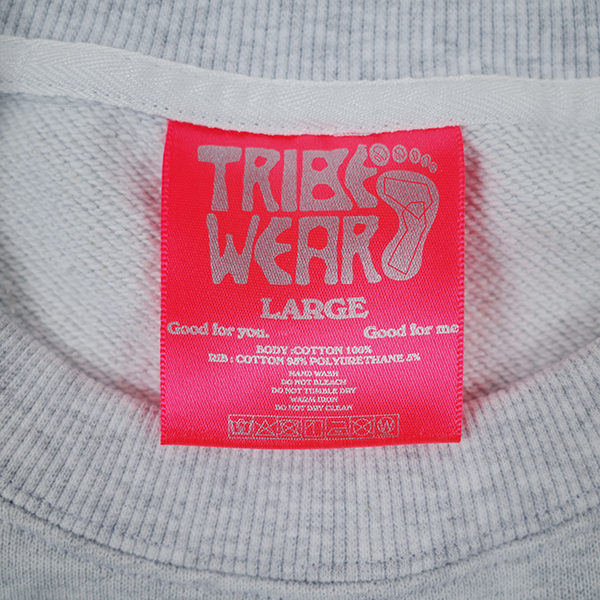 TRIBE
WEAR
LARGE
Good for you. Good for me
BODY :COTTON 100%
RIB : COTTON 95% POLYURETHANE 5%
HAND WASH
DO NOT BLEACH
DO NOT TUMBLE DRY
WARM IRON
DO NOT DRY CLEAN
W